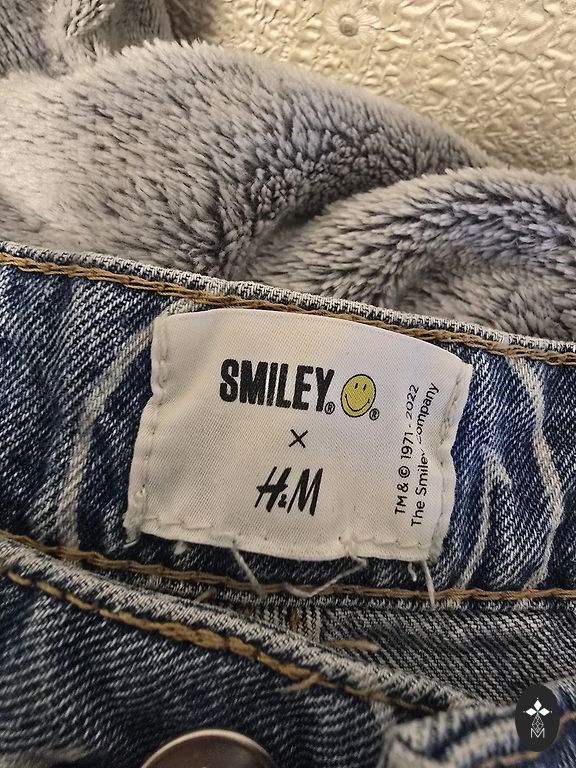 SMILEY®®
×
H&M
TM & © 1971-2022
The Smiley Company
M